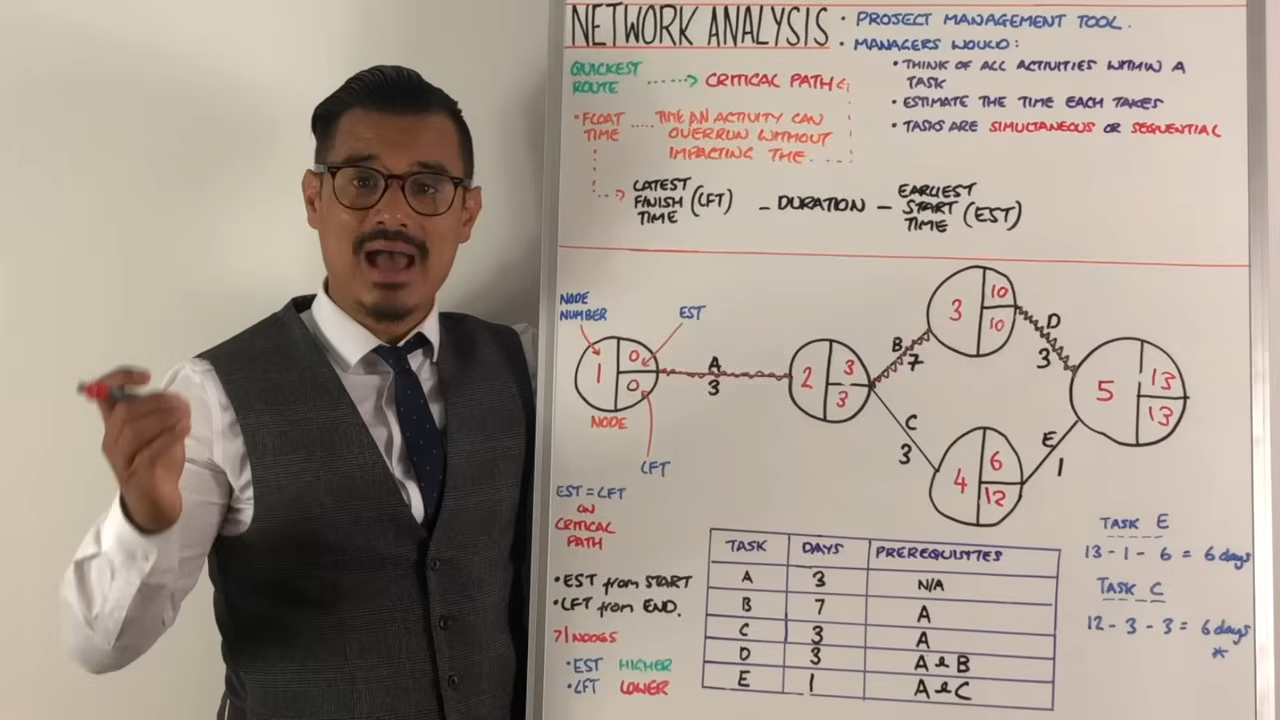 NETWORK ANALYSIS
• PROJECT MANAGEMENT TOOL.
• MANAGERS WOULD:
• THINK OF ALL ACTIVITIES WITHIN A
TASK
• ESTIMATE THE TIME EACH TAKES
• TASKS ARE SIMULTANEOUS OR SEQUENTIAL
QUICKEST
ROUTE
CRITICAL PATH
• FLOAT
TIME
TIME AN ACTIVITY CAN
OVERRUN WITHOUT
IMPACTING THE
LATEST
FINISH (LFT)
TIME
- DURATION -
EARLIEST
START (EST)
TIME
NODE
NUMBER
EST
1
0
0
NODE
LFT
A
3
2
3
3
B
7
3
10
10
D
3
C
3
4
6
12
E
1
5
13
13
EST = LFT
ON
CRITICAL
PATH
• EST from START
• LFT from END.
7/NODES
• EST HIGHER
• LFT LOWER
TASK DAYS PREREQUISITES
A 3 N/A
B 7 A
C 3 A
D 3 A & B
E 1 A & C
TASK E
13 - 1 - 6 = 6 days
TASK C
12 - 3 - 3 = 6 days
*